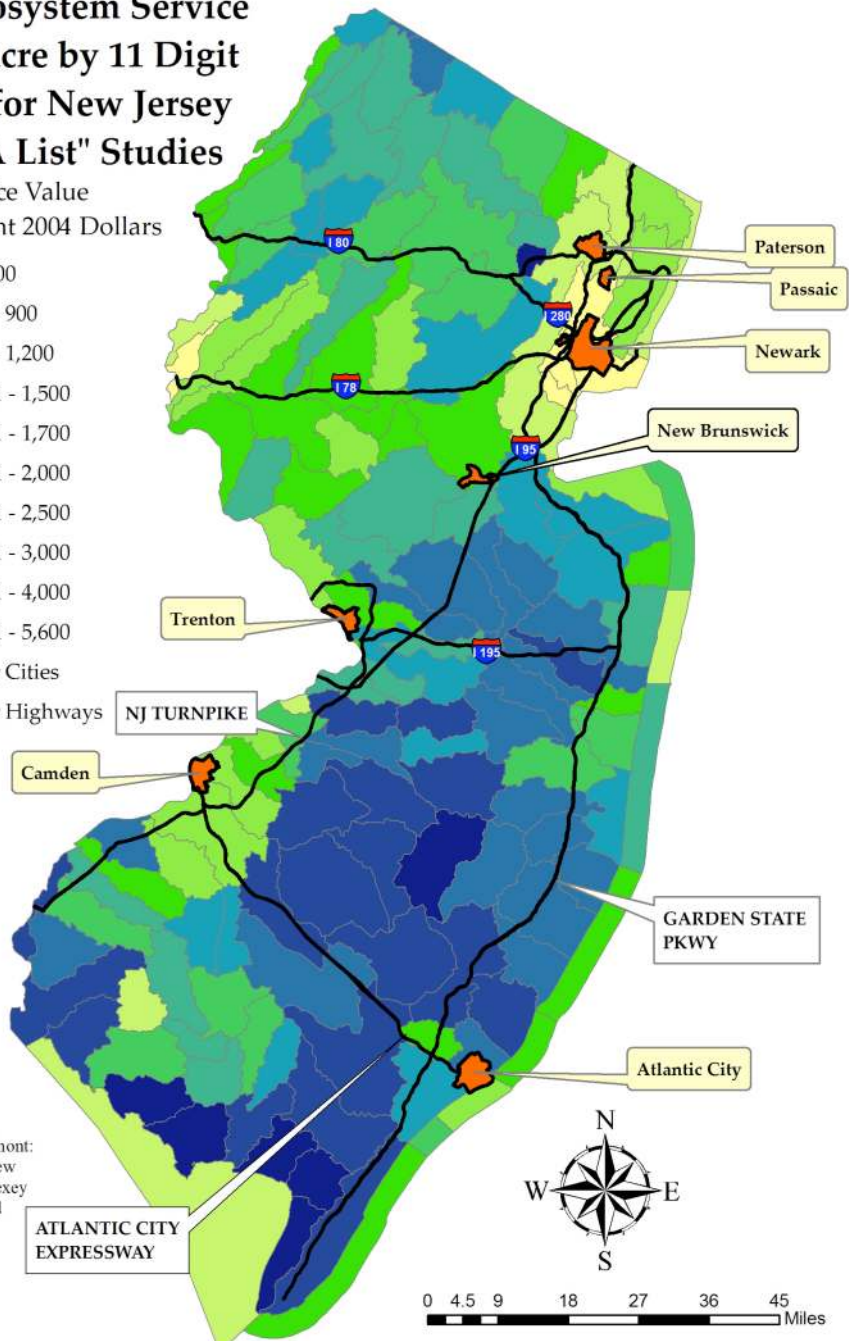 osystem Service
cre by 11 Digit
for New Jersey
A List" Studies
ce Value
nt 2004 Dollars
00
900
1,200
- 1,500
- 1,700
- 2,000
- 2,500
- 3,000
- 4,000
- 5,600
Cities
Highways
I 80
Paterson
Passaic
I 280
Newark
I 78
New Brunswick
I 95
Trenton
I 195
NJ TURNPIKE
Camden
GARDEN STATE
PKWY
Atlantic City
mont:
ew
exey
ATLANTIC CITY
EXPRESSWAY
N
W
E
S
0 4.5 9 18 27 36 45
Miles